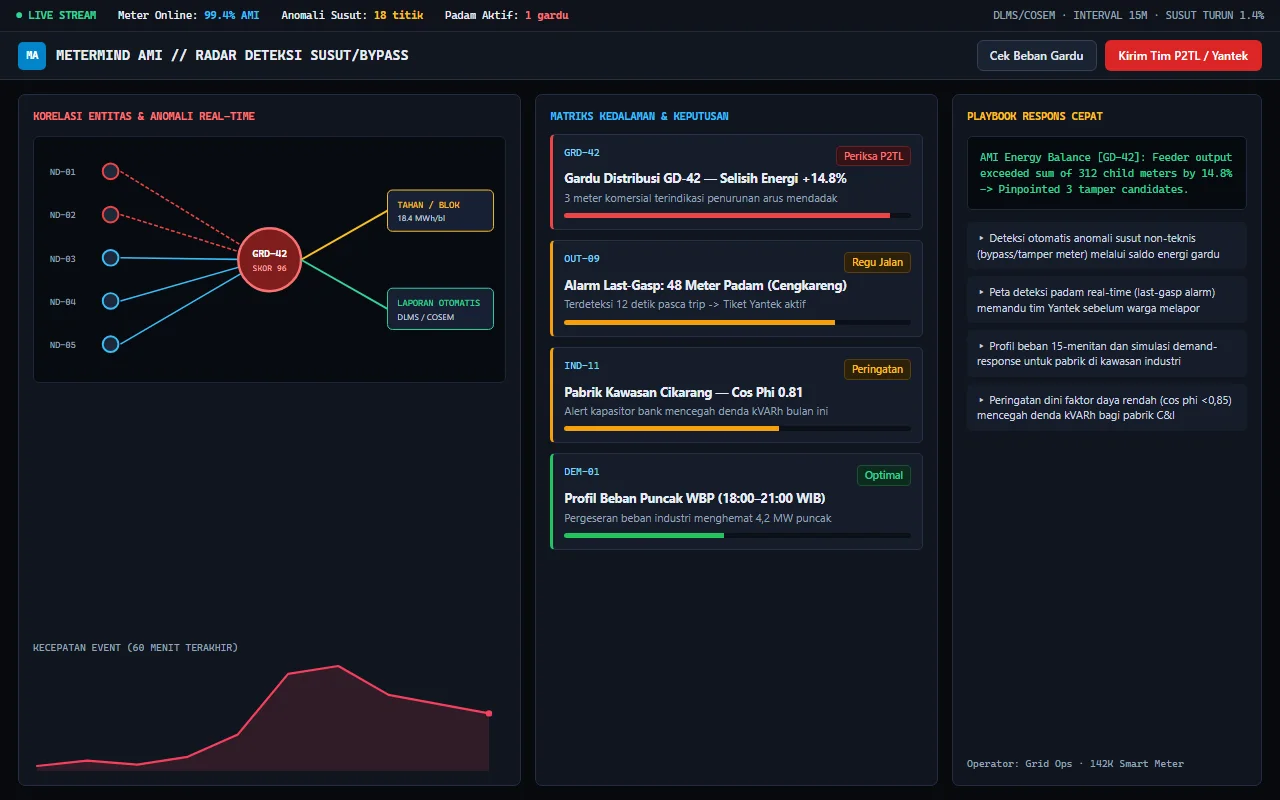 ● LIVE STREAM Meter Online: 99.4% AMI Anomali Susut: 18 titik Padam Aktif: 1 gardu DLMS/COSEM · INTERVAL 15M · SUSUT TURUN 1.4%
MA METERMIND AMI // RADAR DETEKSI SUSUT/BYPASS Cek Beban Gardu Kirim Tim P2TL / Yantek
KORELASI ENTITAS & ANOMALI REAL-TIME
ND-01
ND-02
ND-03
ND-04
ND-05
GRD-42
SKOR 96
TAHAN / BLOK
18.4 MWh/bl
LAPORAN OTOMATIS
DLMS / COSEM
KECEPATAN EVENT (60 MENIT TERAKHIR)
MATRIKS KEDALAMAN & KEPUTUSAN
GRD-42 Periksa P2TL
Gardu Distribusi GD-42 — Selisih Energi +14.8%
3 meter komersial terindikasi penurunan arus mendadak
OUT-09 Regu Jalan
Alarm Last-Gasp: 48 Meter Padam (Cengkareng)
Terdeteksi 12 detik pasca trip -> Tiket Yantek aktif
IND-11 Peringatan
Pabrik Kawasan Cikarang — Cos Phi 0.81
Alert kapasitor bank mencegah denda kVARh bulan ini
DEM-01 Optimal
Profil Beban Puncak WBP (18:00–21:00 WIB)
Pergeseran beban industri menghemat 4,2 MW puncak
PLAYBOOK RESPONS CEPAT
AMI Energy Balance [GD-42]: Feeder output
exceeded sum of 312 child meters by 14.8%
-> Pinpointed 3 tamper candidates.
‣ Deteksi otomatis anomali susut non-teknis
(bypass/tamper meter) melalui saldo energi gardu
‣ Peta deteksi padam real-time (last-gasp alarm)
memandu tim Yantek sebelum warga melapor
‣ Profil beban 15-menitan dan simulasi demand-
response untuk pabrik di kawasan industri
‣ Peringatan dini faktor daya rendah (cos phi <0,85)
mencegah denda kVARh bagi pabrik C&I
Operator: Grid Ops · 142K Smart Meter